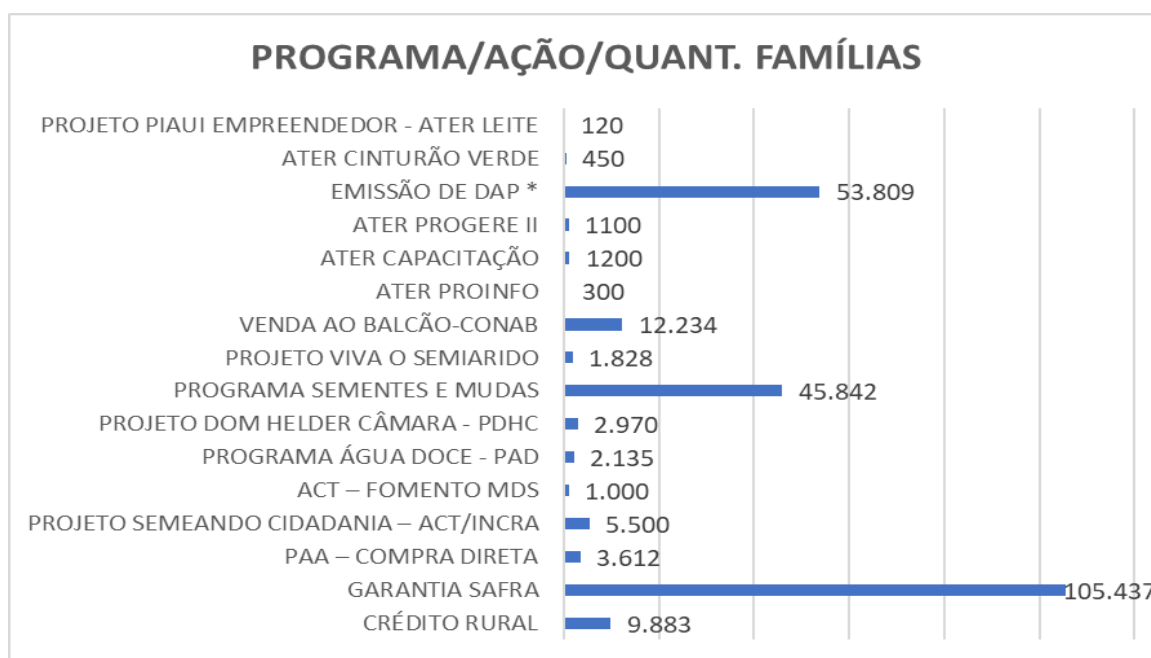 PROGRAMA/AÇÃO/QUANT. FAMÍLIAS
PROJETO PIAUI EMPREENDEDOR - ATER LEITE 120
ATER CINTURÃO VERDE 450
EMISSÃO DE DAP * 53.809
ATER PROGERE II 1100
ATER CAPACITAÇÃO 1200
ATER PROINFO 300
VENDA AO BALCÃO-CONAB 12.234
PROJETO VIVA O SEMIARIDO 1.828
PROGRAMA SEMENTES E MUDAS 45.842
PROJETO DOM HELDER CÂMARA - PDHC 2.970
PROGRAMA ÁGUA DOCE - PAD 2.135
ACT – FOMENTO MDS 1.000
PROJETO SEMEANDO CIDADANIA – ACT/INCRA 5.500
PAA – COMPRA DIRETA 3.612
GARANTIA SAFRA 105.437
CRÉDITO RURAL 9.883